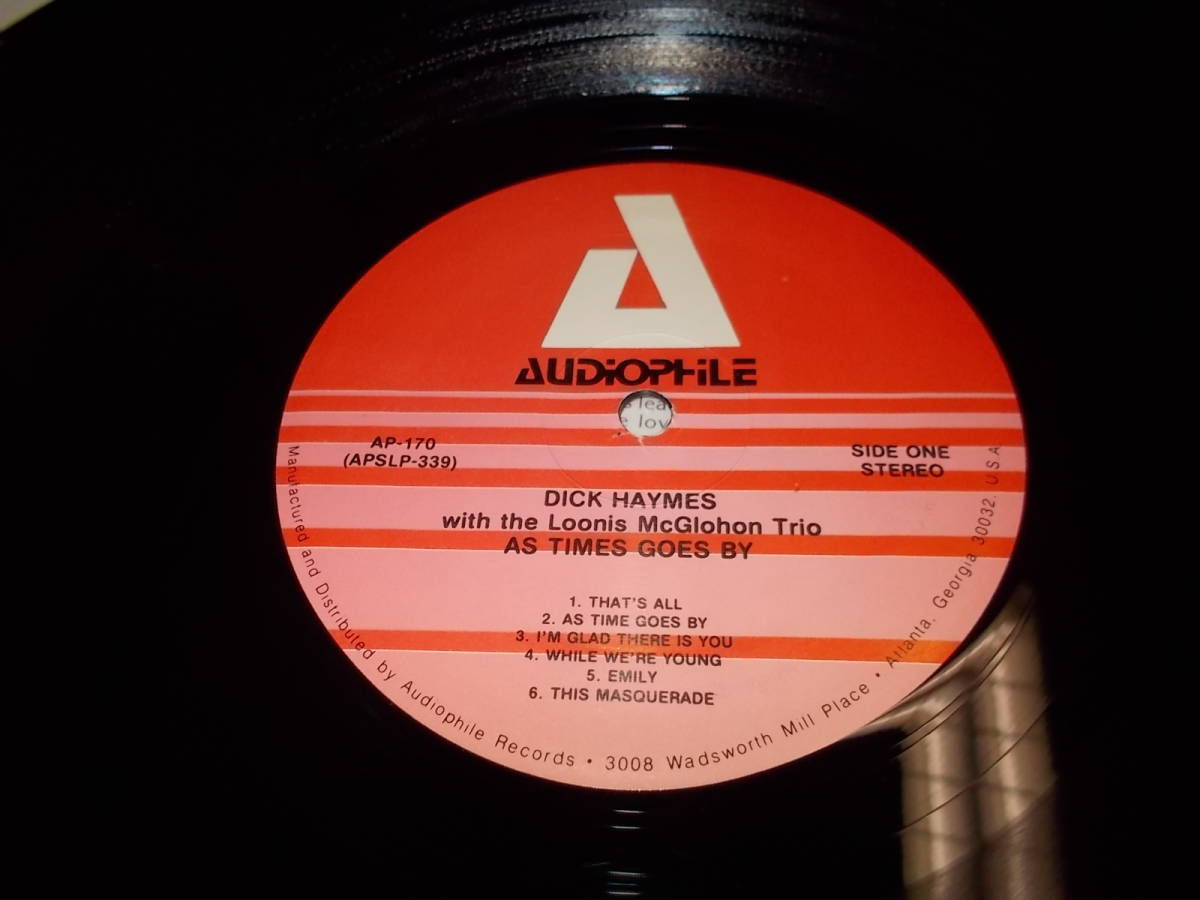 AUDiOPHiLE
lea
lov
AP-170
(APSLP-339)
SIDE ONE
STEREO
DICK HAYMES
with the Loonis McGlohon Trio
AS TIMES GOES BY
1. THAT'S ALL
2. AS TIME GOES BY
3. I'M GLAD THERE IS YOU
4. WHILE WE'RE YOUNG
5. EMILY
6. THIS MASQUERADE
Manufactured and Distributed by Audiophile Records • 3008 Wadsworth Mill Place • Atlanta, Georgia 30032. USA